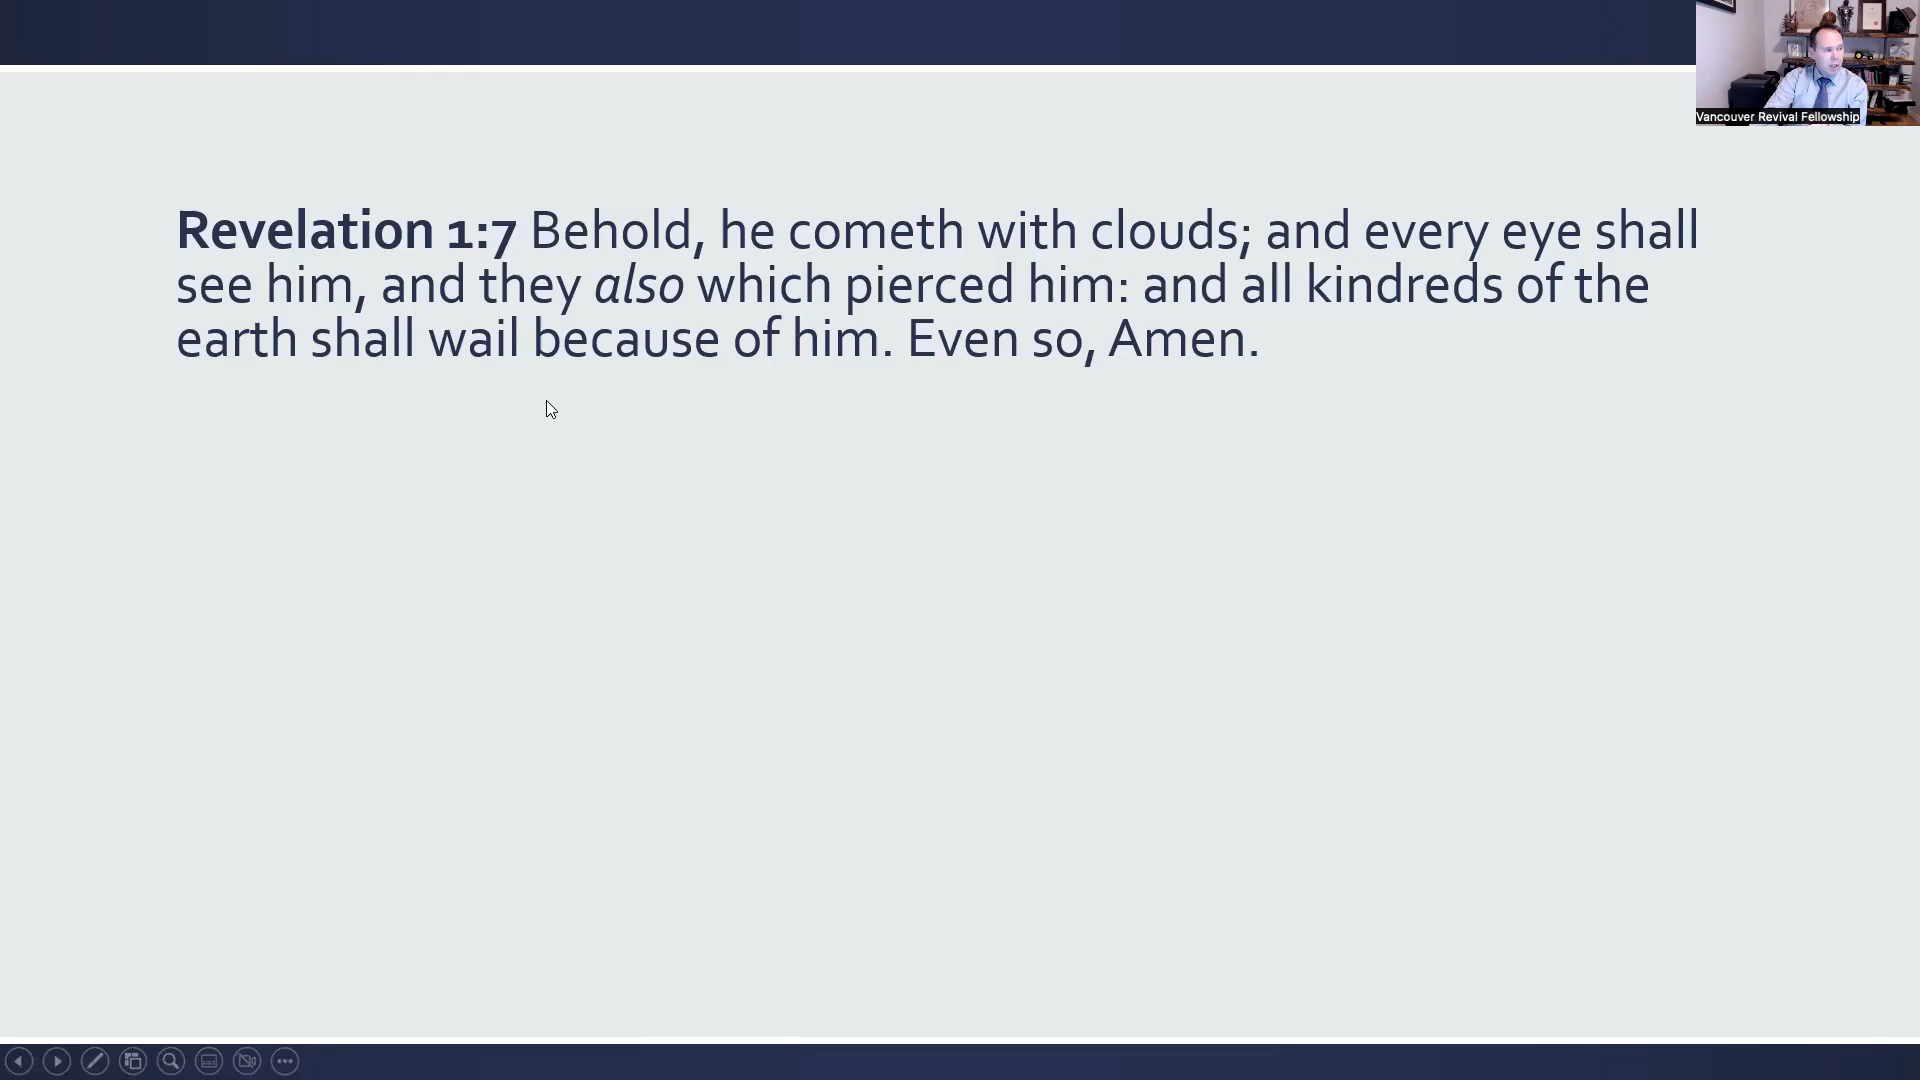 Vancouver Revival Fellowship
Revelation 1:7 Behold, he cometh with clouds; and every eye shall
see him, and they also which pierced him: and all kindreds of the
earth shall wail because of him. Even so, Amen.